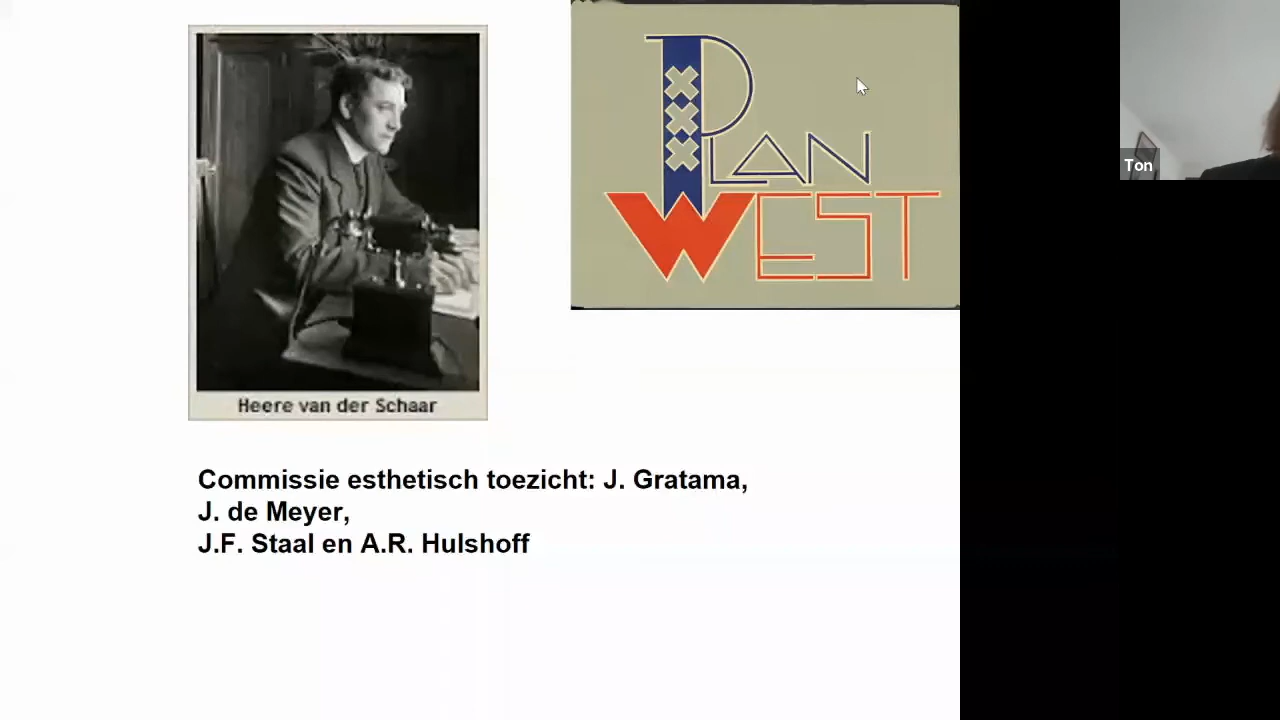 PLAN
WEST
Ton
Heere van der Schaar
Commissie esthetisch toezicht: J. Gratama,
J. de Meyer,
J.F. Staal en A.R. Hulshoff